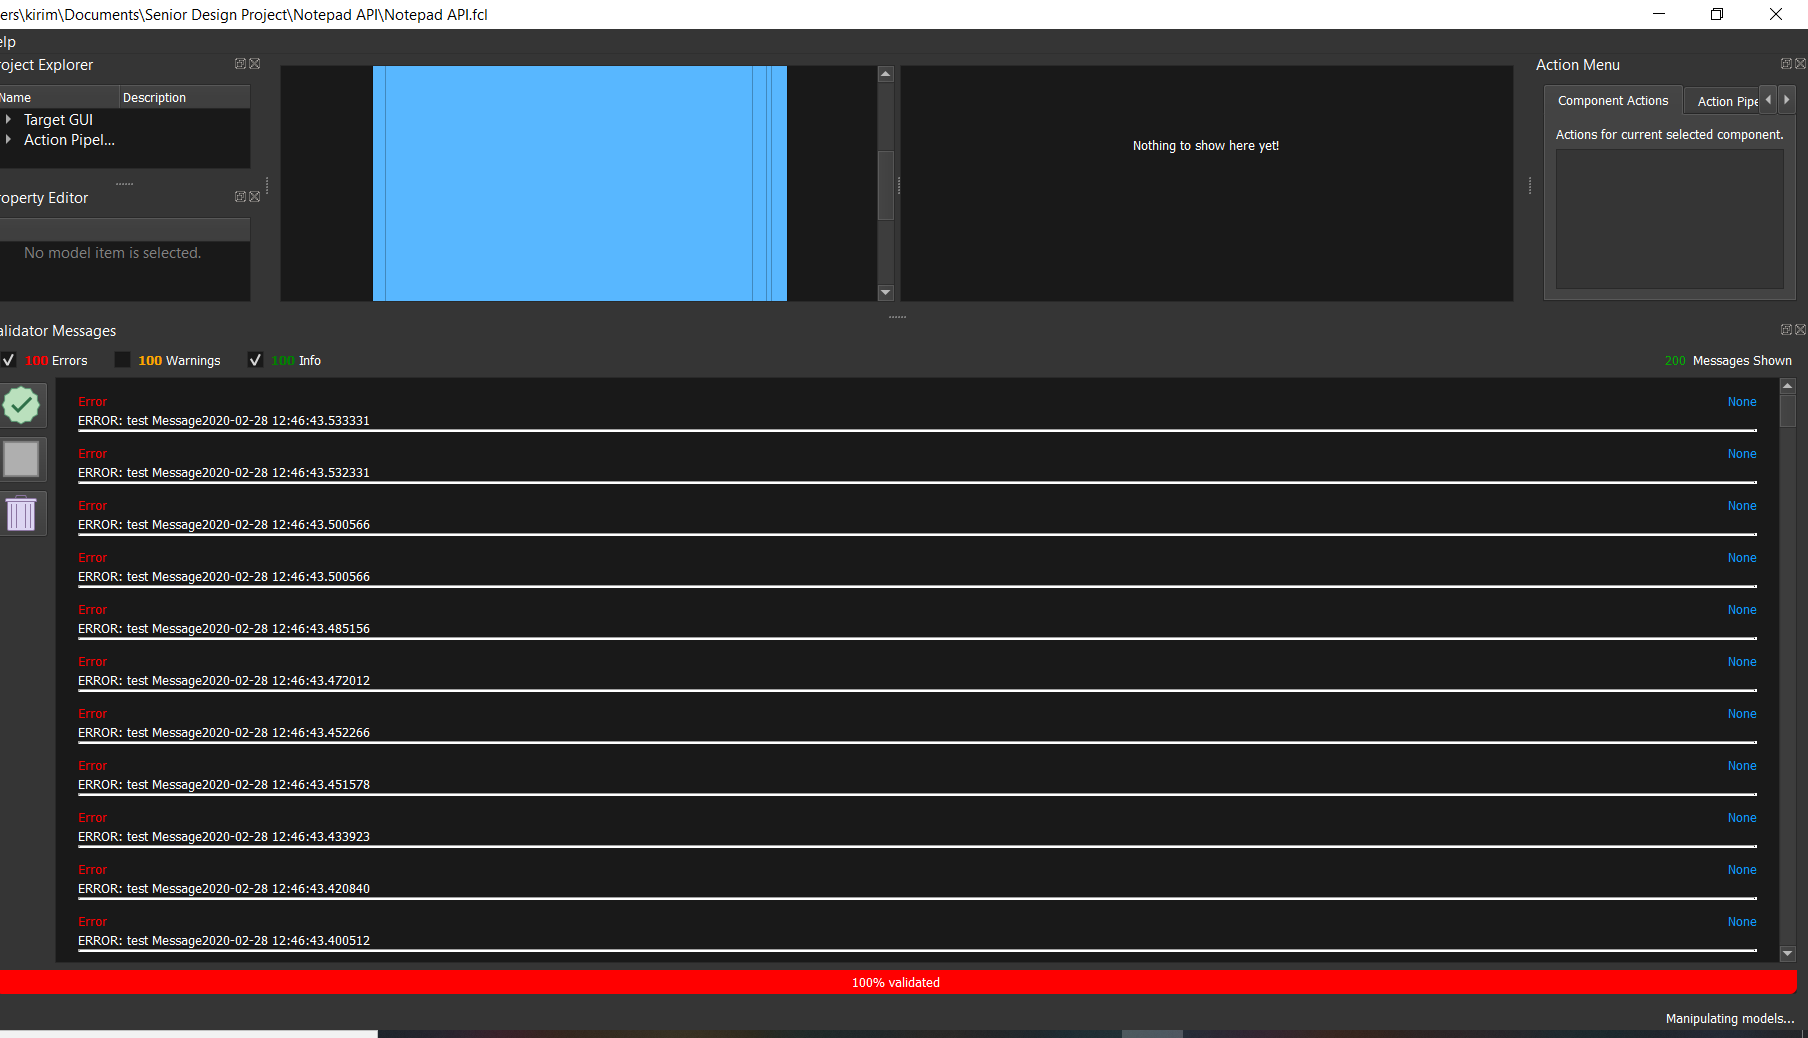 ers\kirim\Documents\Senior Design Project\Notepad API\Notepad API.fcl
elp
roject Explorer
Name Description
Target GUI
Action Pipel...
roperty Editor
No model item is selected.
Nothing to show here yet!
Action Menu
Component Actions Action Pipe
Actions for current selected component.
alidator Messages
100 Errors 100 Warnings 100 Info 200 Messages Shown
Error None
ERROR: test Message2020-02-28 12:46:43.533331
Error None
ERROR: test Message2020-02-28 12:46:43.532331
Error None
ERROR: test Message2020-02-28 12:46:43.500566
Error None
ERROR: test Message2020-02-28 12:46:43.500566
Error None
ERROR: test Message2020-02-28 12:46:43.485156
Error None
ERROR: test Message2020-02-28 12:46:43.472012
Error None
ERROR: test Message2020-02-28 12:46:43.452266
Error None
ERROR: test Message2020-02-28 12:46:43.451578
Error None
ERROR: test Message2020-02-28 12:46:43.433923
Error None
ERROR: test Message2020-02-28 12:46:43.420840
Error None
ERROR: test Message2020-02-28 12:46:43.400512
100% validated
Manipulating models...